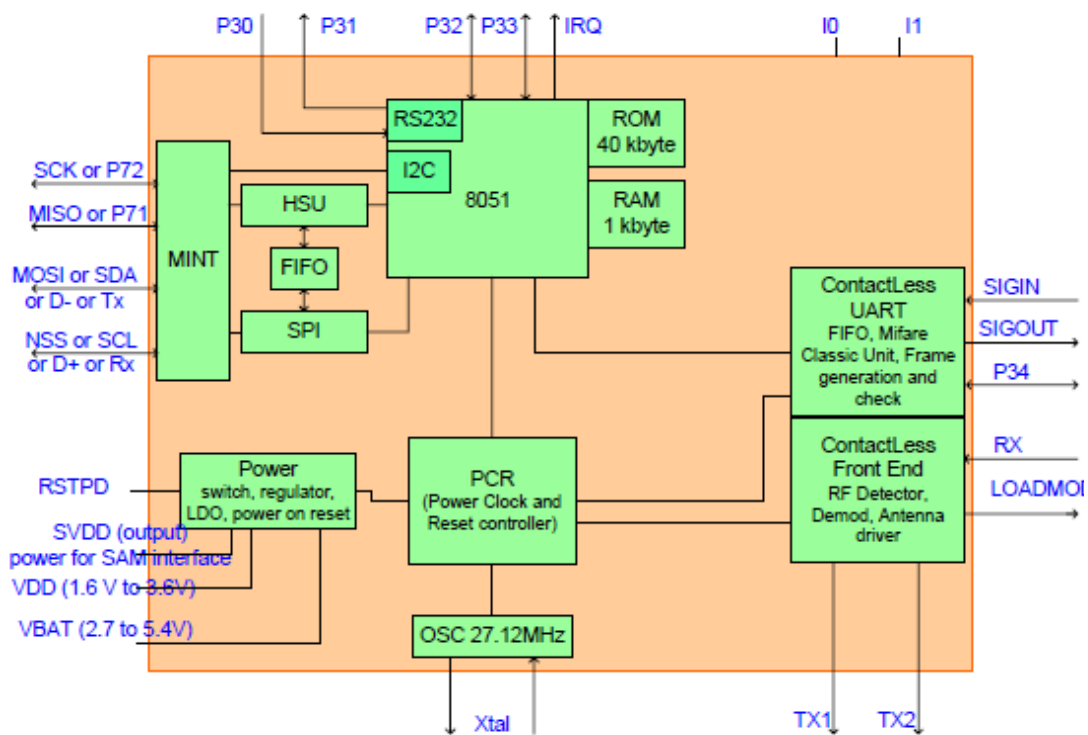 P30
P31
P32
P33
IRQ
I0
I1
RS232
ROM
40 kbyte
I2C
8051
RAM
1 kbyte
SCK or P72
MISO or P71
MOSI or SDA
or D- or Tx
NSS or SCL
or D+ or Rx
MINT
HSU
FIFO
SPI
ContactLess
UART
FIFO, Mifare
Classic Unit, Frame
generation and
check
SIGIN
SIGOUT
P34
ContactLess
Front End
RF Detector,
Demod, Antenna
driver
RX
LOADMOD
RSTPD
Power
switch, regulator,
LDO, power on reset
PCR
(Power Clock and
Reset controller)
SVDD (output)
power for SAM interface
VDD (1.6 V to 3.6V)
VBAT (2.7 to 5.4V)
OSC 27.12MHz
Xtal
TX1
TX2